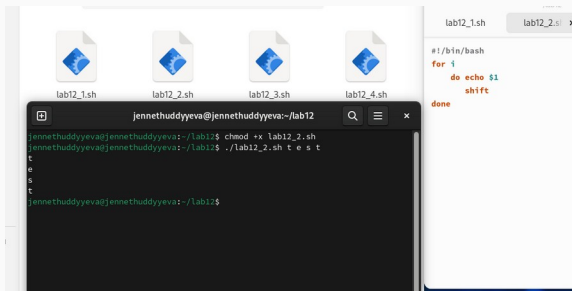 lab12_1.sh
lab12_2.sh
lab12_3.sh
lab12_4.sh
jennethuddyyeva@jennethuddyyeva:~/lab12
jennethuddyyeva@jennethuddyyeva:~/lab12$ chmod +x lab12_2.sh
jennethuddyyeva@jennethuddyyeva:~/lab12$ ./lab12_2.sh t e s t
t
e
s
t
jennethuddyyeva@jennethuddyyeva:~/lab12$
lab12_1.sh
lab12_2.sh
#!/bin/bash
for i
do echo $1
shift
done